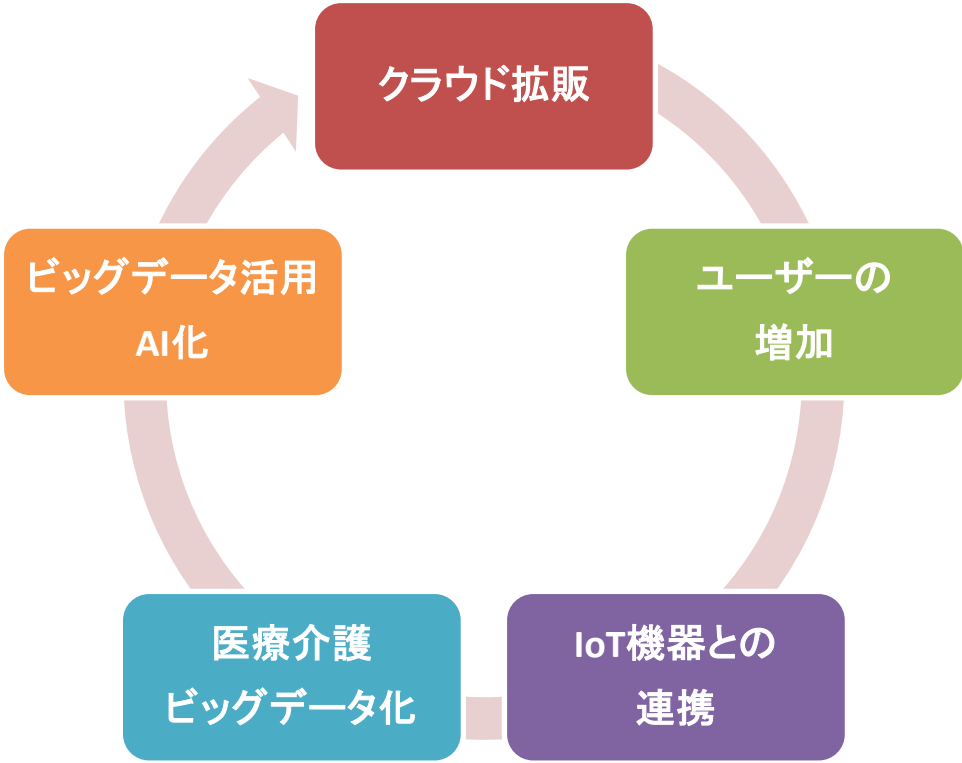 クラウド拡販
ユーザーの
増加
IoT機器との
連携
医療介護
ビッグデータ化
ビッグデータ活用
AI化